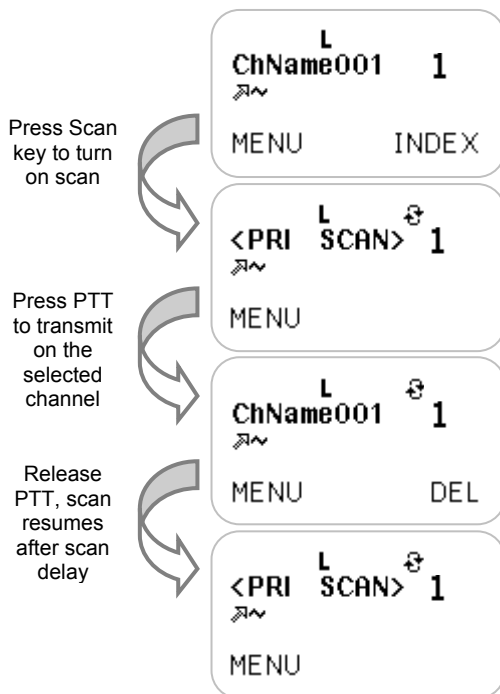 L
ChName001 1
MENU INDEX
Press Scan
key to turn
on scan
L
<PRI SCAN> 1
MENU
Press PTT
to transmit
on the
selected
channel
L
ChName001 1
MENU DEL
Release
PTT, scan
resumes
after scan
delay
L
<PRI SCAN> 1
MENU